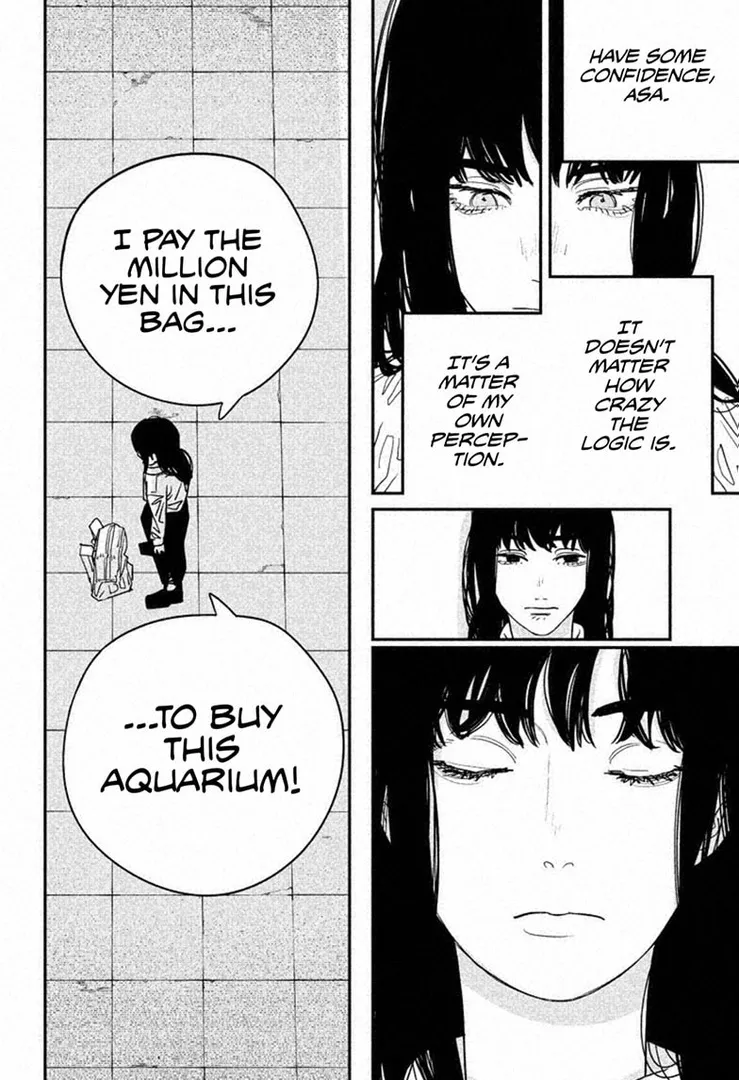 HAVE SOME
CONFIDENCE,
ASA.
IT
DOESN'T
MATTER
HOW
CRAZY
THE
LOGIC IS.
IT'S A
MATTER
OF MY
OWN
PERCEP-
TION.
I PAY THE
MILLION
YEN IN THIS
BAG...
...TO BUY
THIS
AQUARIUM!